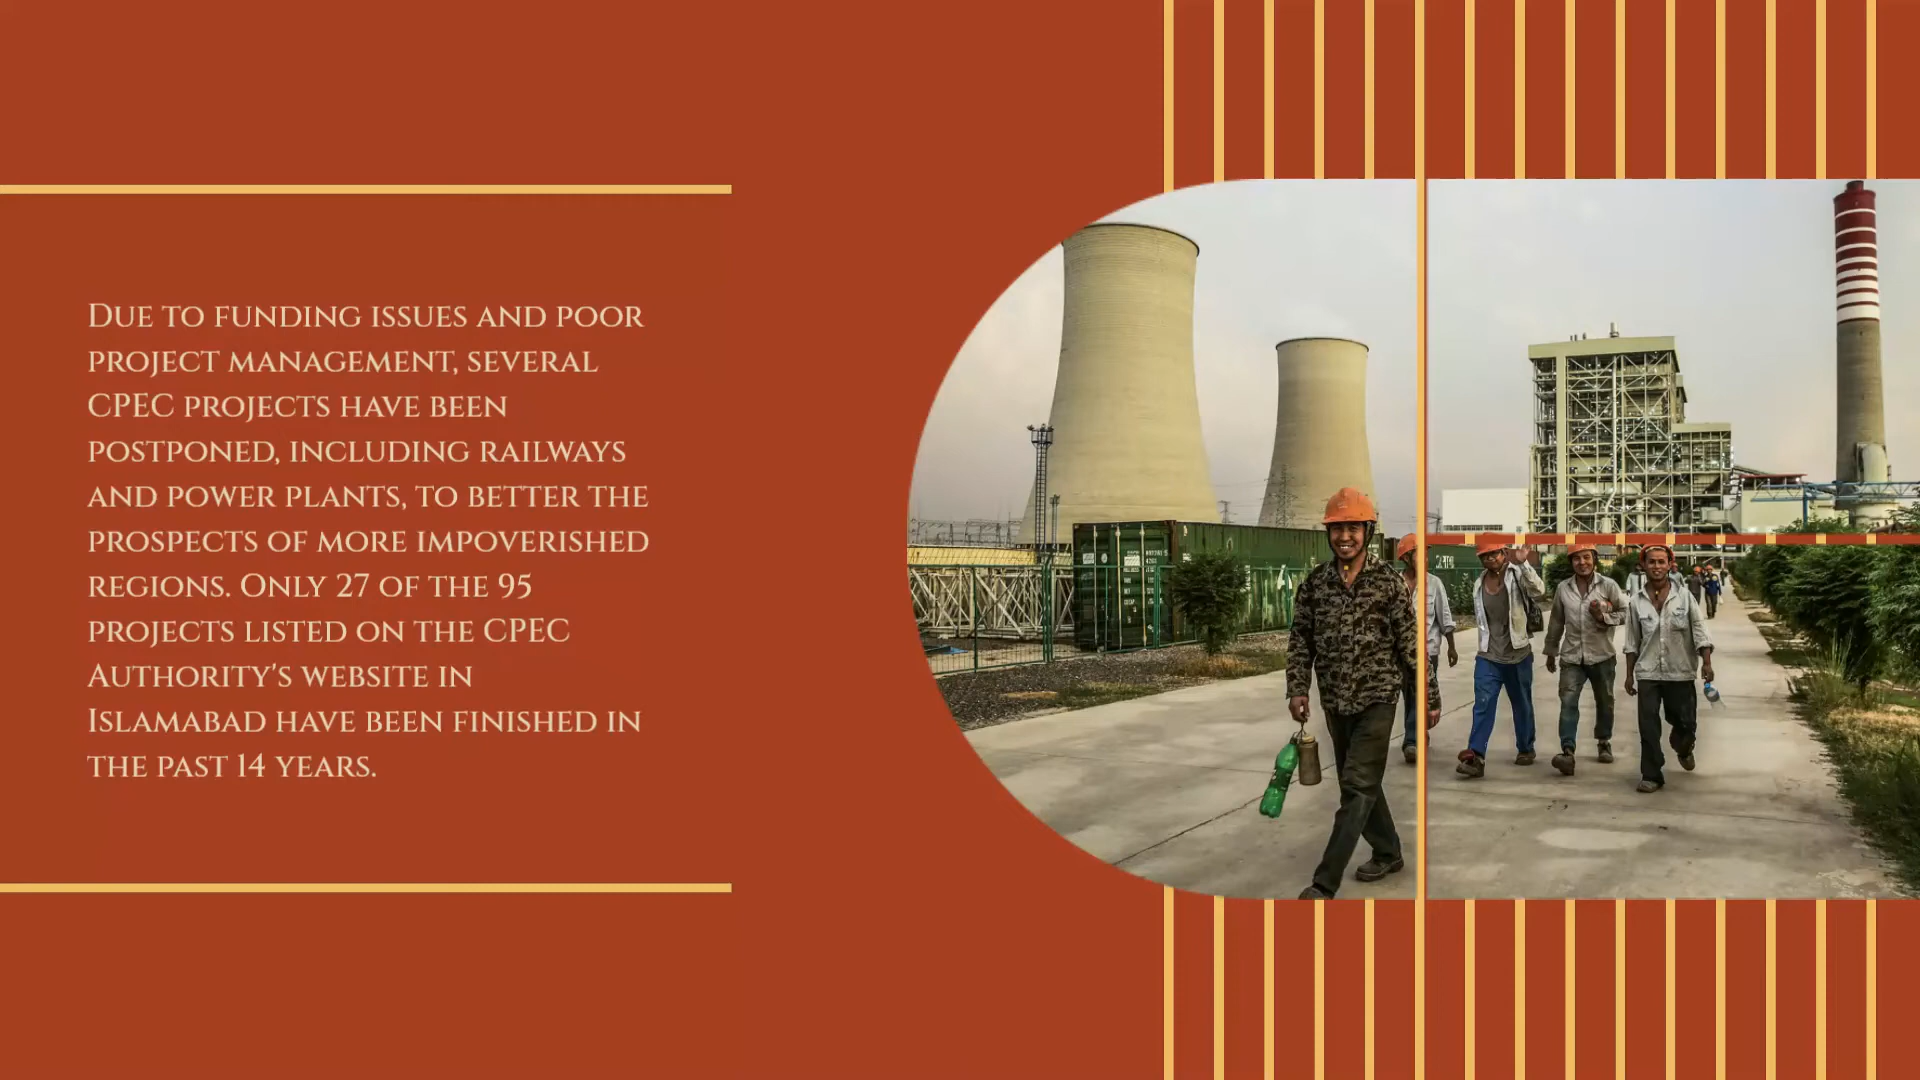 Due to funding issues and poor
project management, several
CPEC projects have been
postponed, including railways
and power plants, to better the
prospects of more impoverished
regions. Only 27 of the 95
projects listed on the CPEC
Authority's website in
Islamabad have been finished in
the past 14 years.